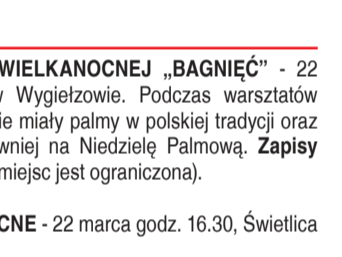 WIELKANOCNEJ „BAGNIĘĆ” - 22
Wygiełzowie. Podczas warsztatów
ie miały palmy w polskiej tradycji oraz
wniej na Niedzielę Palmową. Zapisy
miejsc jest ograniczona).
CNE - 22 marca godz. 16.30, Świetlica